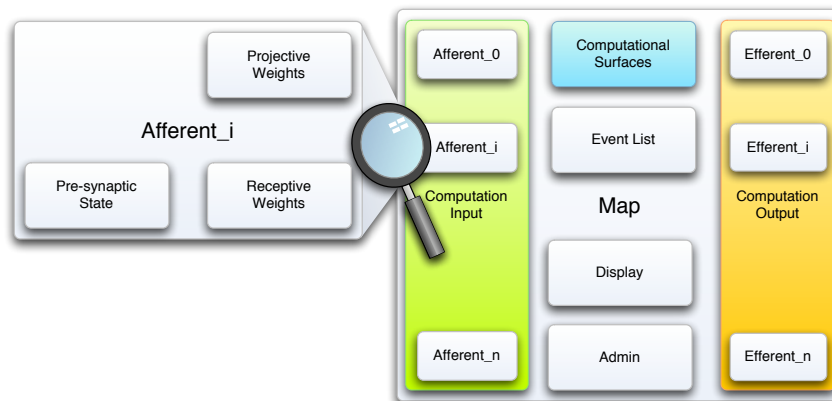 Projective
Weights
Afferent_i
Pre-synaptic
State
Receptive
Weights
Afferent_0
Afferent_i
Computation
Input
Afferent_n
Computational
Surfaces
Event List
Map
Display
Admin
Efferent_0
Efferent_i
Computation
Output
Efferent_n